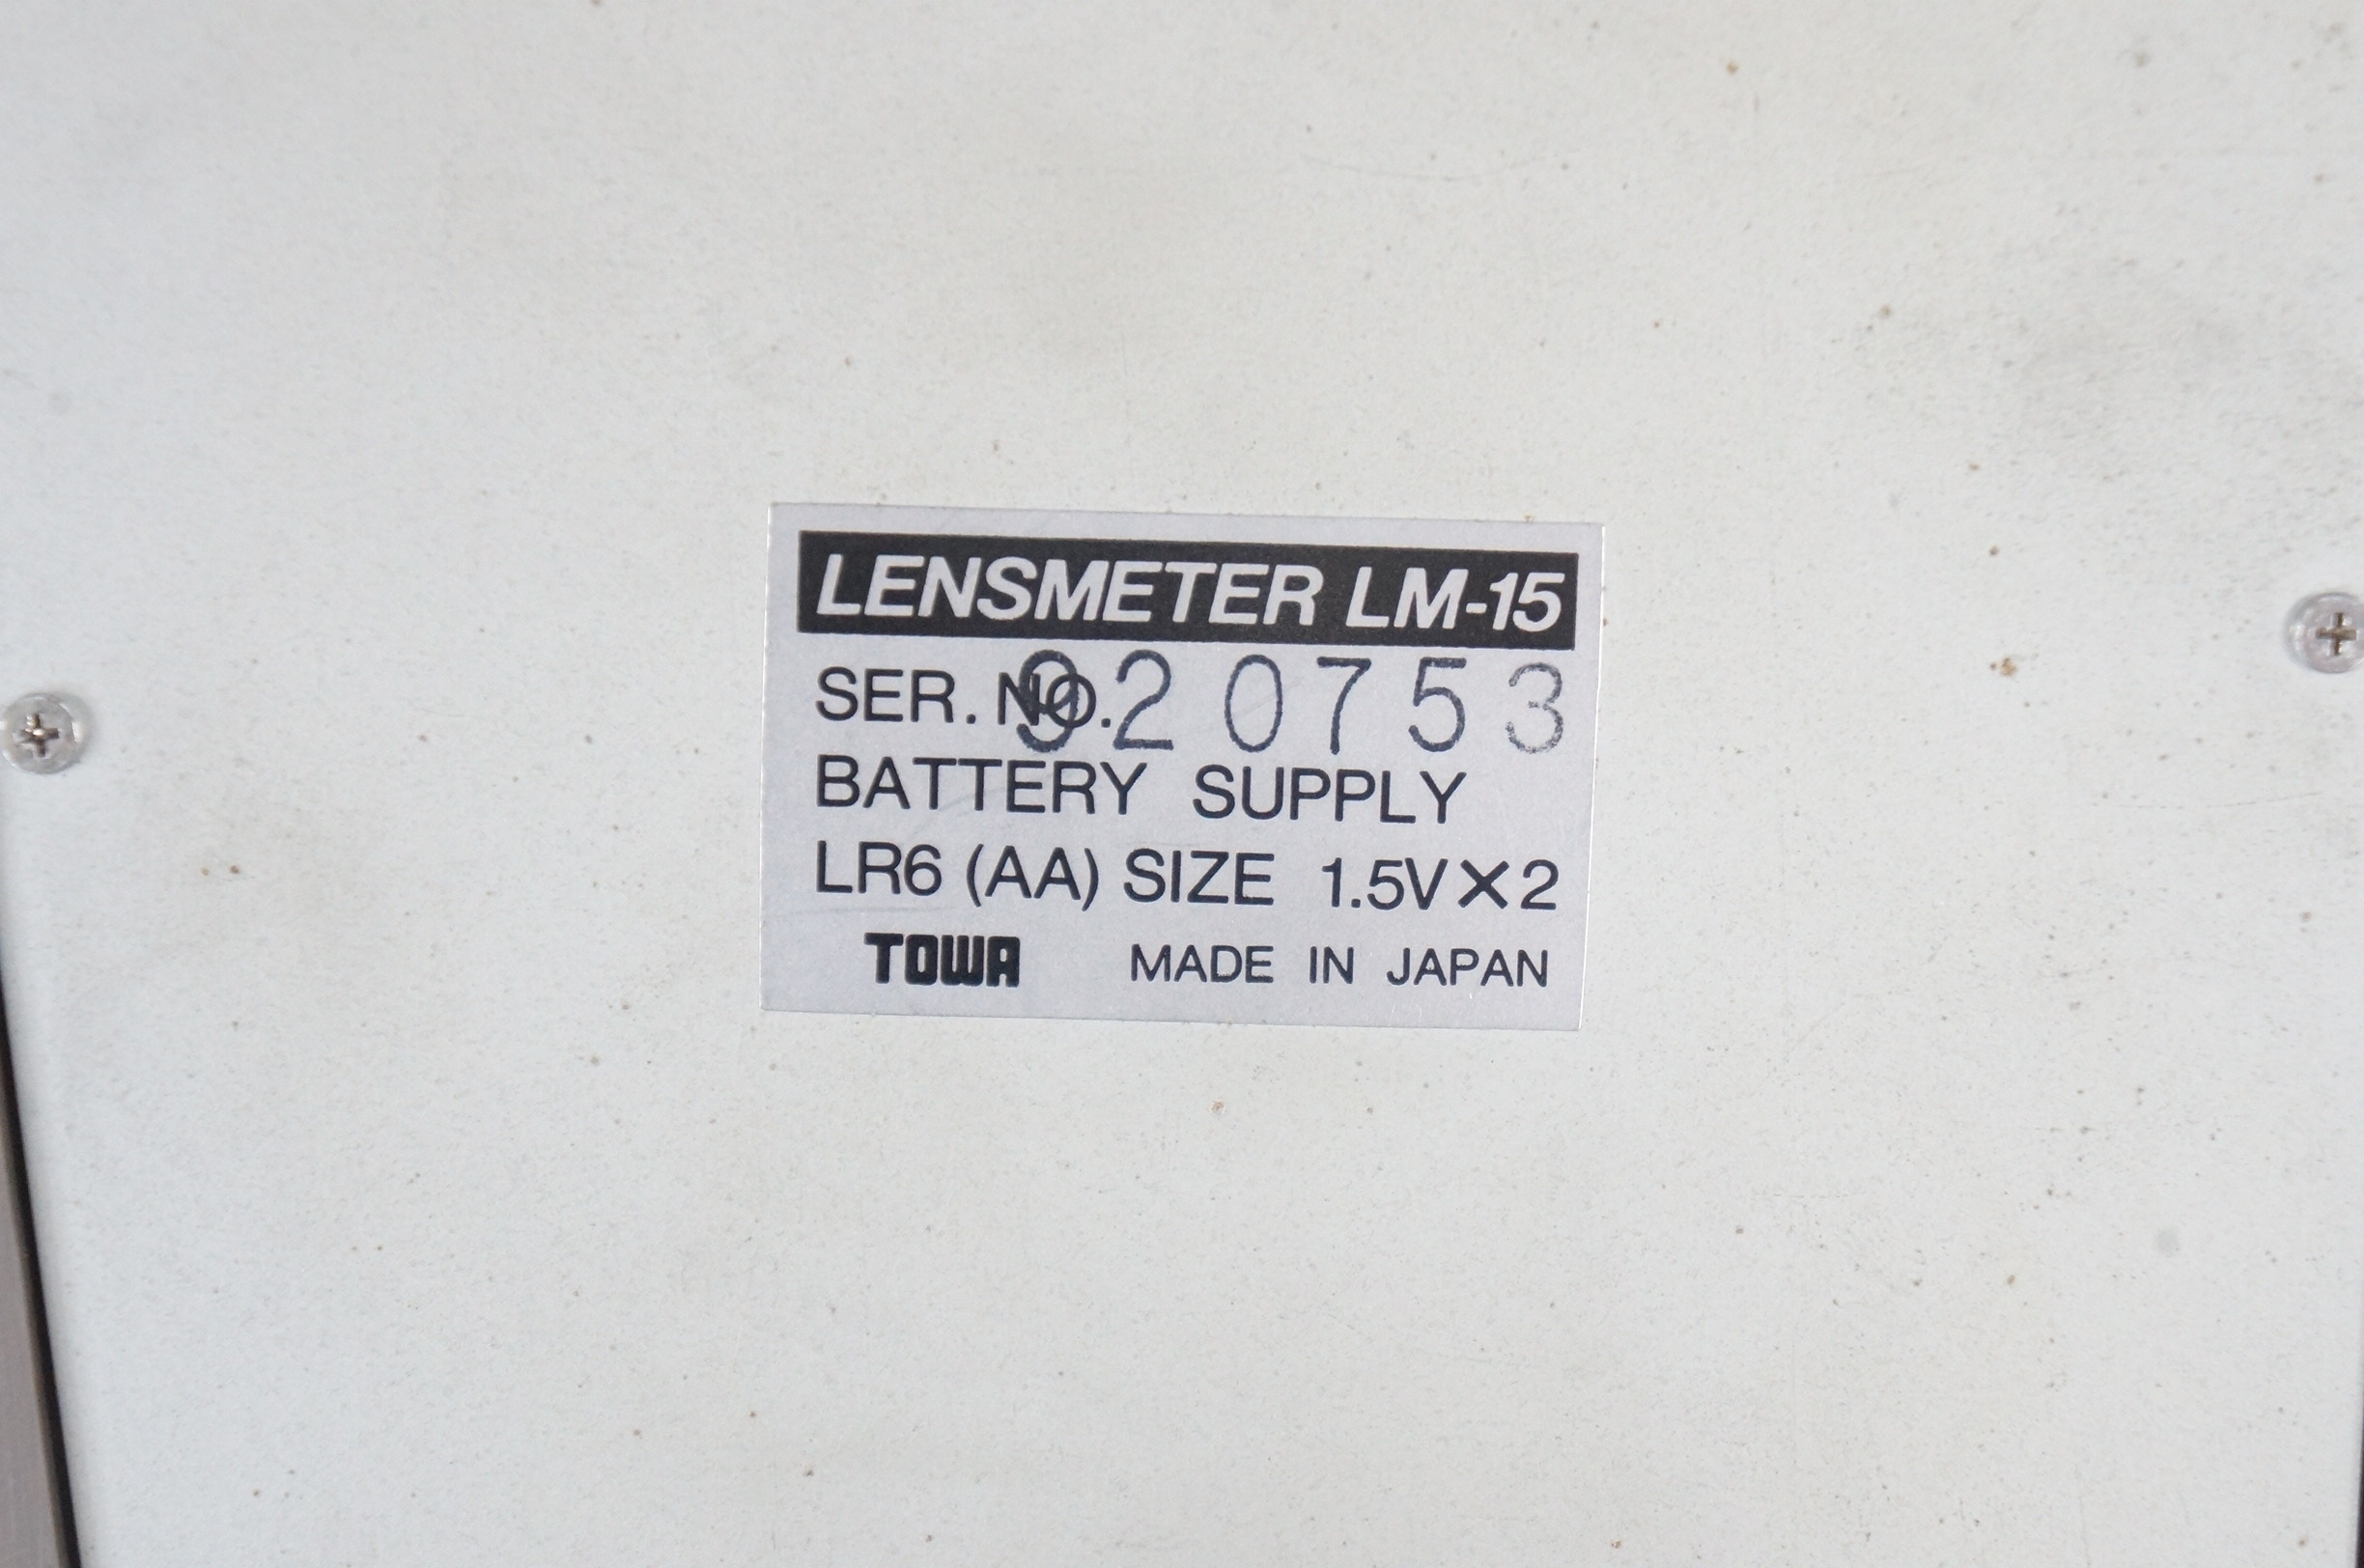 LENSMETER LM-15
SER. NO. 920753
BATTERY SUPPLY
LR6 (AA) SIZE 1.5V×2
TOWA MADE IN JAPAN